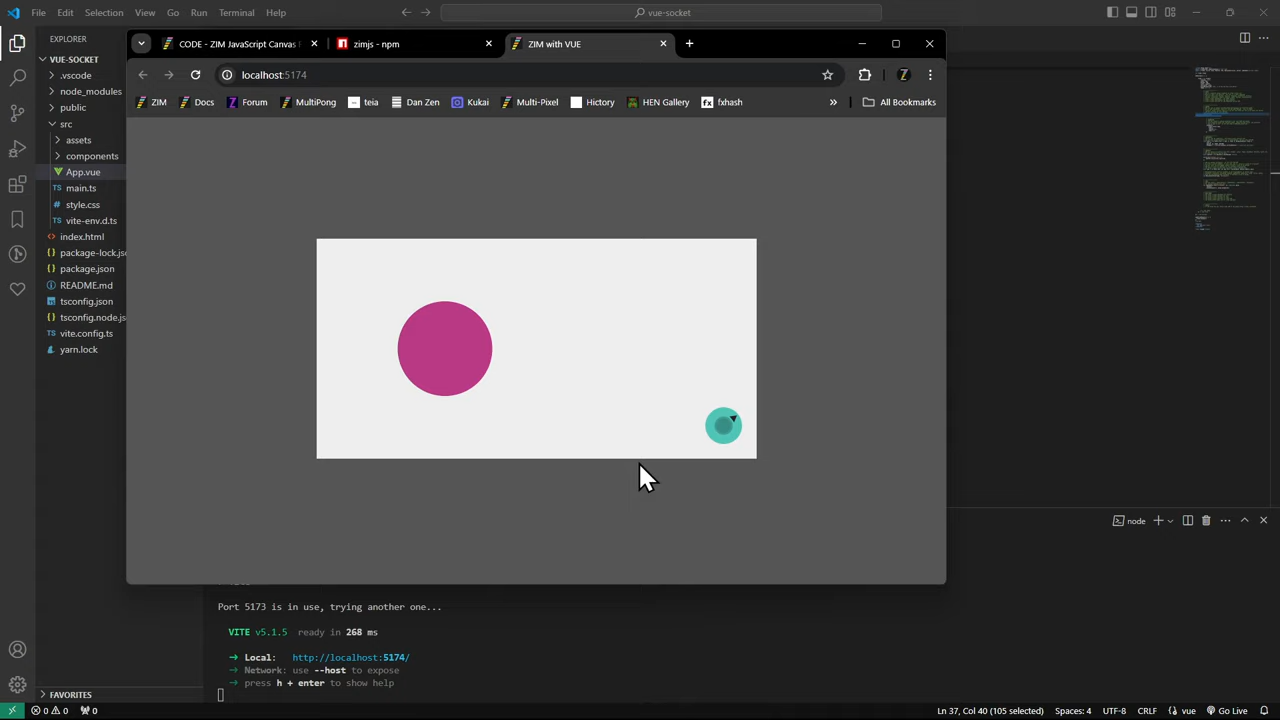 File Edit Selection View Go Run Terminal Help
vue-socket
EXPLORER
CODE - ZIM JavaScript Canvas
zimjs - npm
ZIM with VUE
localhost:5174
ZIM Docs Forum MultiPong teia Dan Zen Kukai Multi-Pixel Hictory HEN Gallery fxhash All Bookmarks
VUE-SOCKET
.vscode
node_modules
public
src
assets
components
App.vue
main.ts
style.css
vite-env.d.ts
index.html
package-lock.js
package.json
README.md
tsconfig.json
tsconfig.node.js
vite.config.ts
yarn.lock
node
Port 5173 is in use, trying another one...
VITE v5.1.5 ready in 268 ms
➜ Local: http://localhost:5174/
➜ Network: use --host to expose
➜ press h + enter to show help
FAVORITES
0 0 0 Ln 37, Col 40 (105 selected) Spaces: 4 UTF-8 CRLF vue Go Live